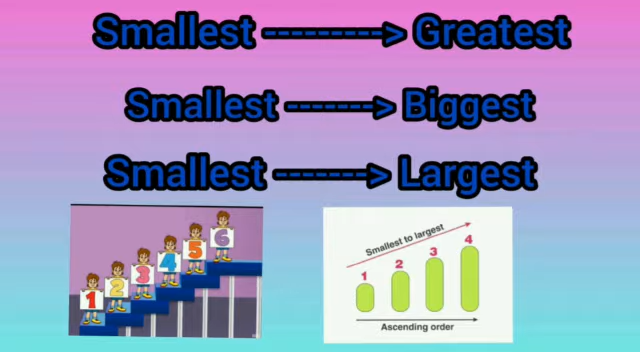 Smallest ---------> Greatest
Smallest -------> Biggest
Smallest -------> Largest
1 2 3 4 5 6
Smallest to largest
1 2 3 4
Ascending order